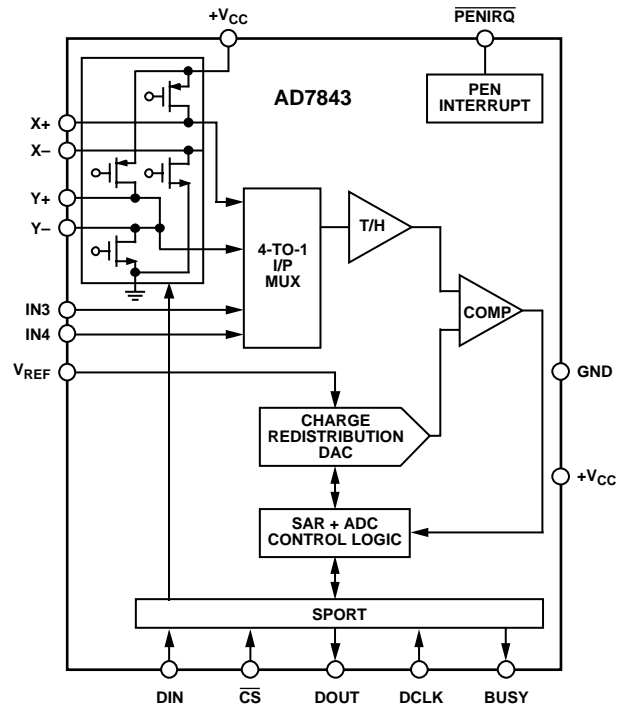 +VCC
PENIRQ
AD7843
PEN
INTERRUPT
X+
X–
Y+
Y–
4-TO-1
I/P
MUX
T/H
COMP
IN3
IN4
VREF
GND
CHARGE
REDISTRIBUTION
DAC
+VCC
SAR + ADC
CONTROL LOGIC
SPORT
DIN
CS
DOUT
DCLK
BUSY